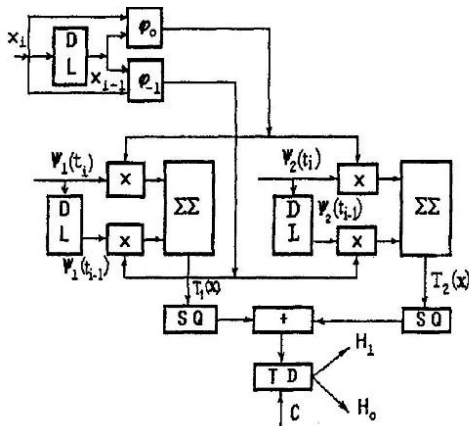 x_i
D L
x_{i-1}
φ_0
φ_{-1}
Ψ_1(t_i)
X
ΣΣ
D L
X
Ψ_1(t_{i-1})
Ψ_2(t_i)
X
ΣΣ
D L
Ψ_2(t_{i-1})
X
T_1(x)
T_2(x)
SQ
+
SQ
TD
H_1
H_0
C